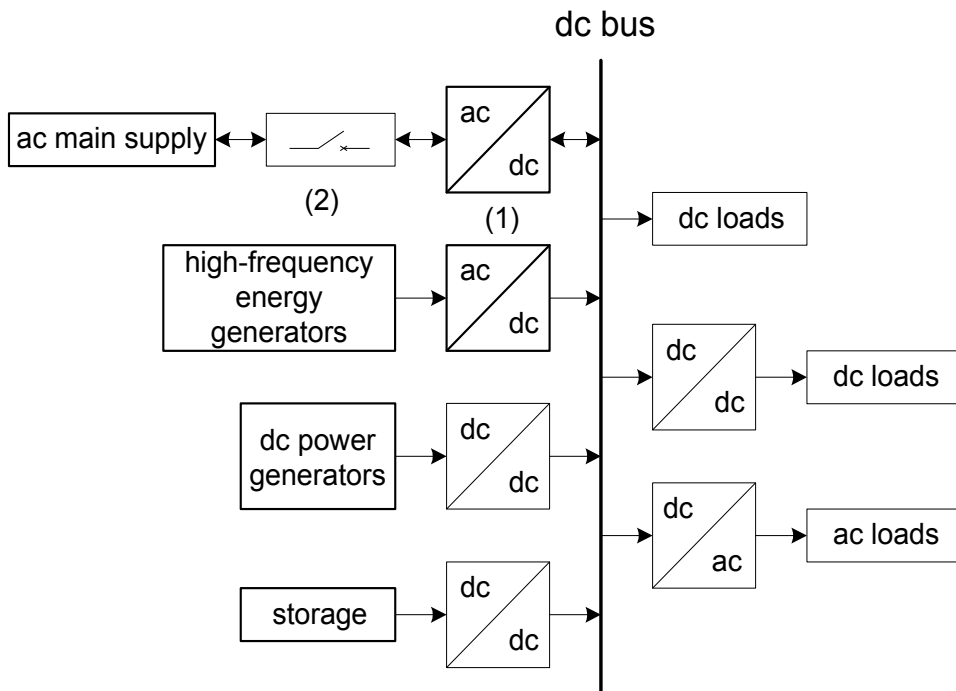 dc bus
ac main supply
ac
dc
(2)
(1)
dc loads
high-frequency
energy
generators
ac
dc
dc
dc
dc loads
dc power
generators
dc
dc
dc
ac
ac loads
storage
dc
dc